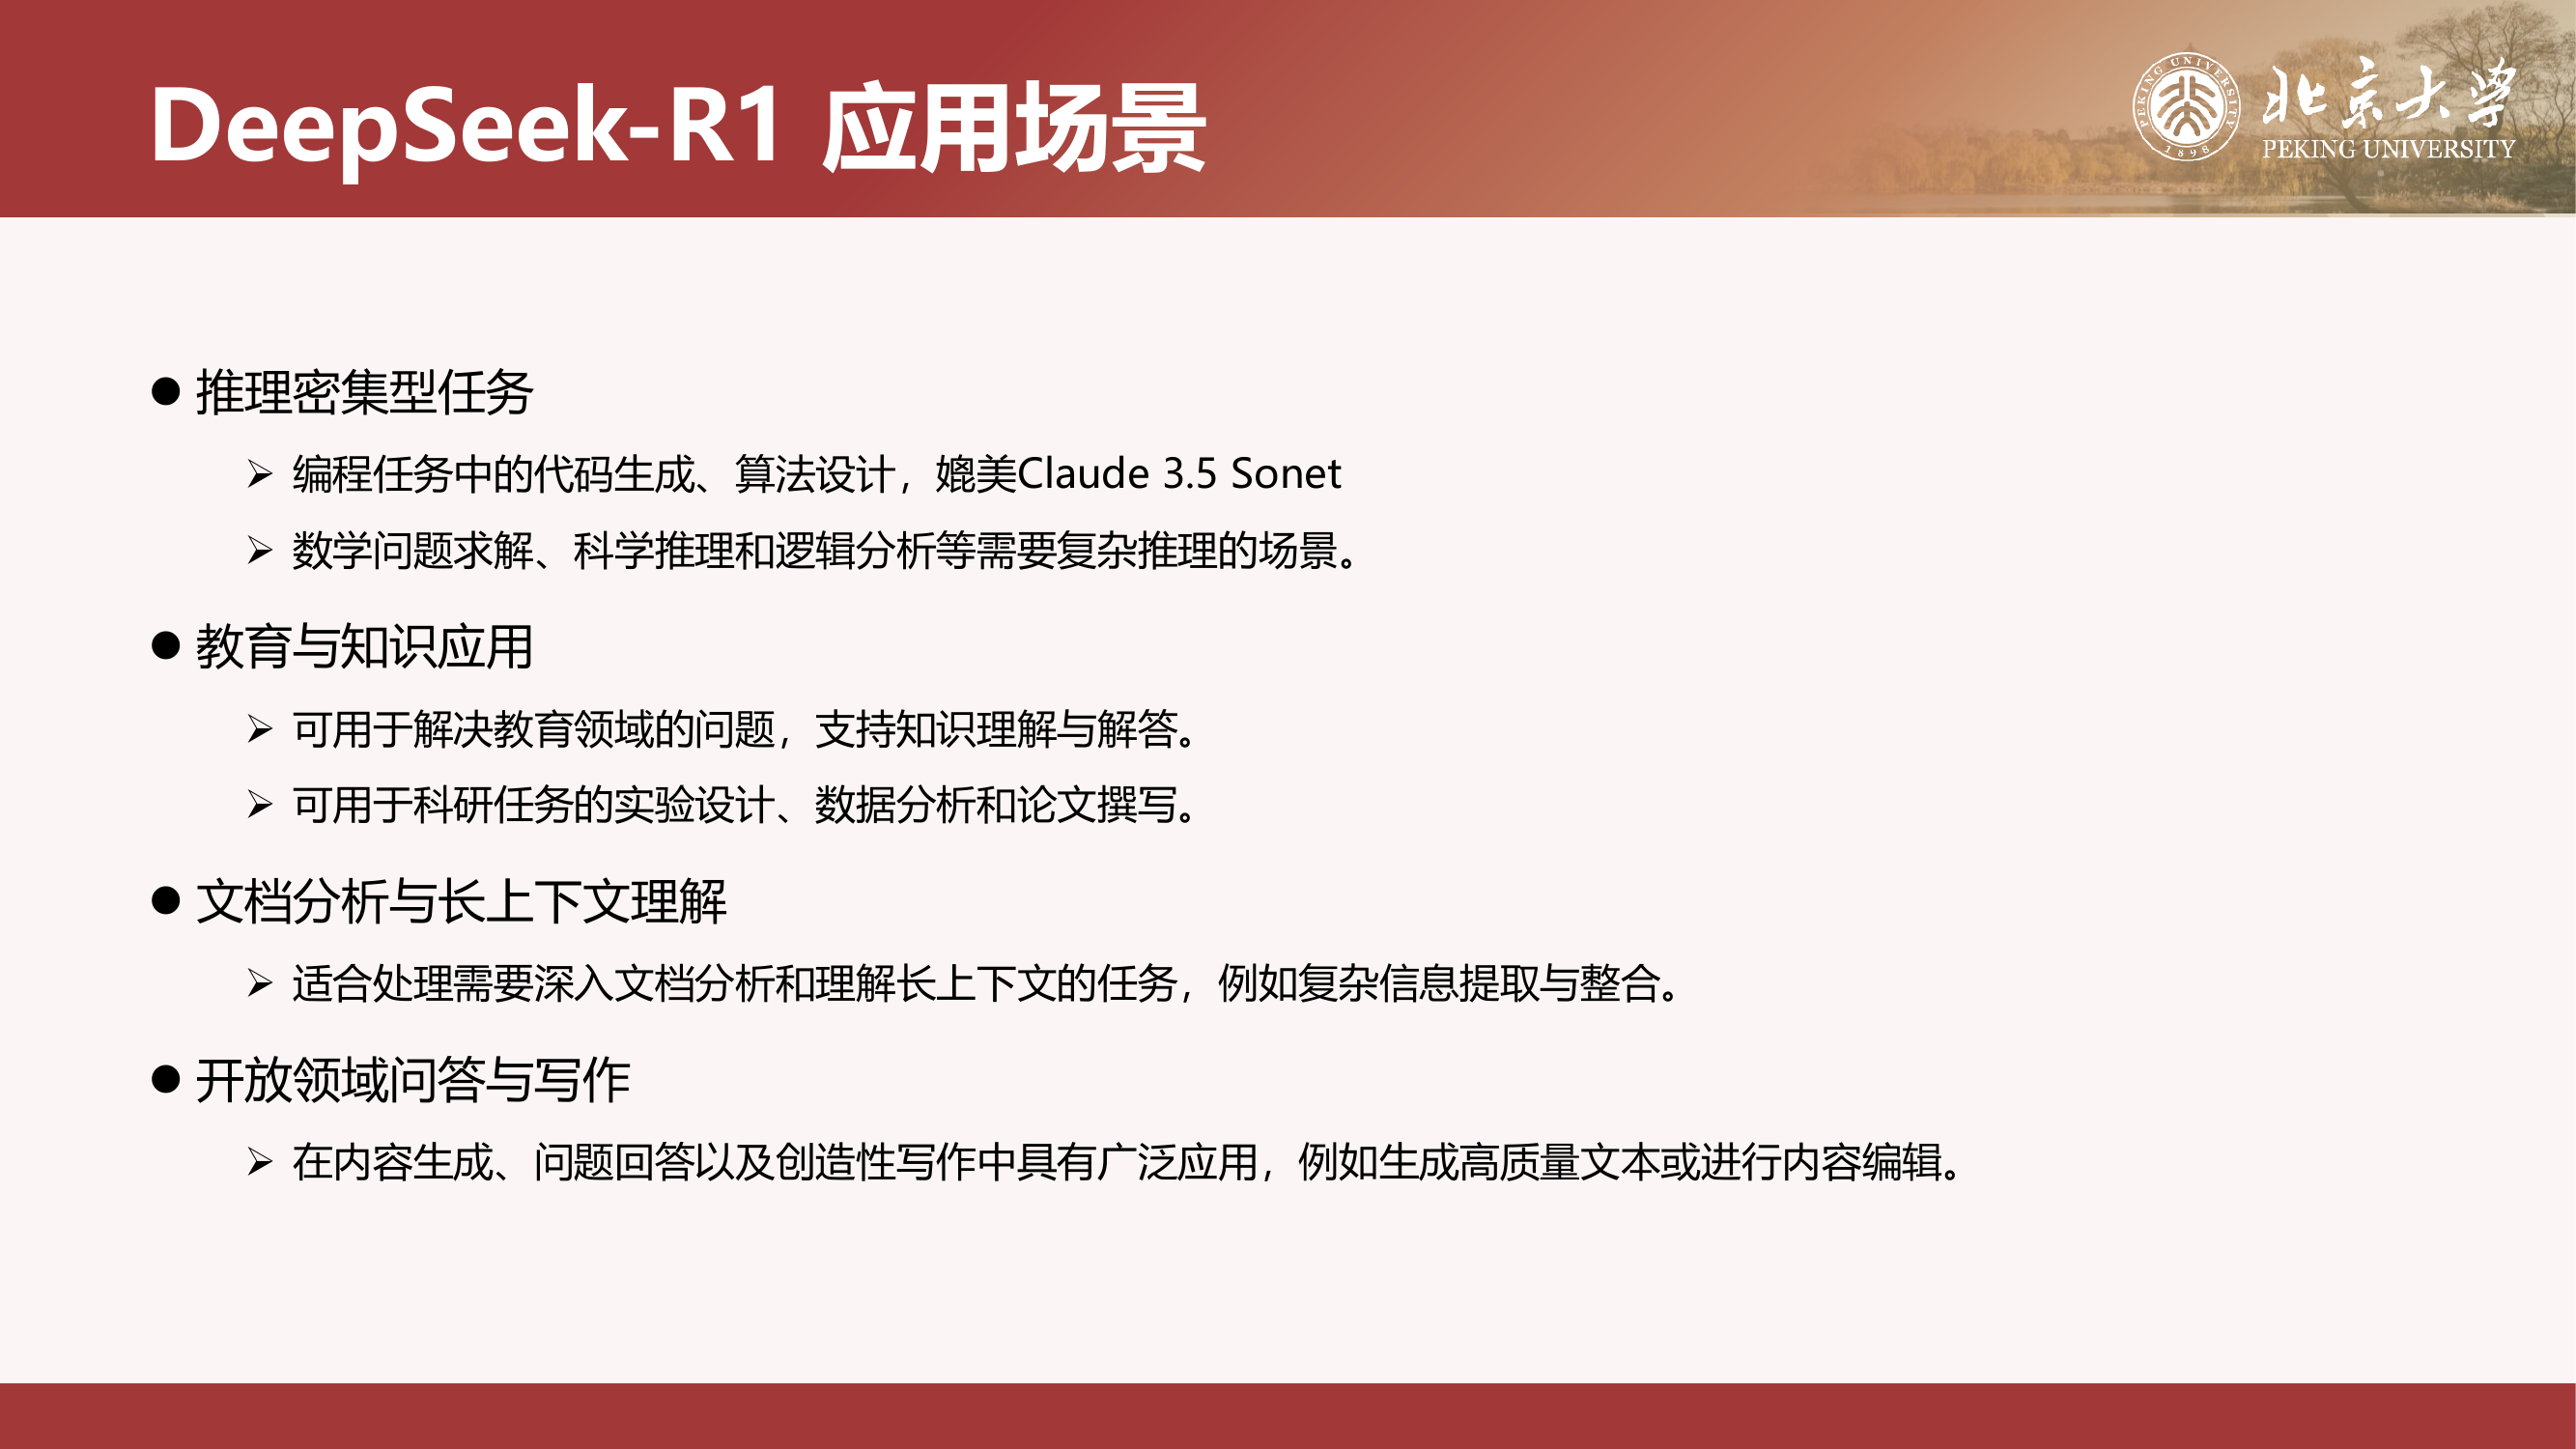 DeepSeek-R1 应用场景
PEKING UNIVERSITY
1898
北京大学
PEKING UNIVERSITY
● 推理密集型任务
➢ 编程任务中的代码生成、算法设计，媲美Claude 3.5 Sonet
➢ 数学问题求解、科学推理和逻辑分析等需要复杂推理的场景。
● 教育与知识应用
➢ 可用于解决教育领域的问题，支持知识理解与解答。
➢ 可用于科研任务的实验设计、数据分析和论文撰写。
● 文档分析与长上下文理解
➢ 适合处理需要深入文档分析和理解长上下文的任务，例如复杂信息提取与整合。
● 开放领域问答与写作
➢ 在内容生成、问题回答以及创造性写作中具有广泛应用，例如生成高质量文本或进行内容编辑。